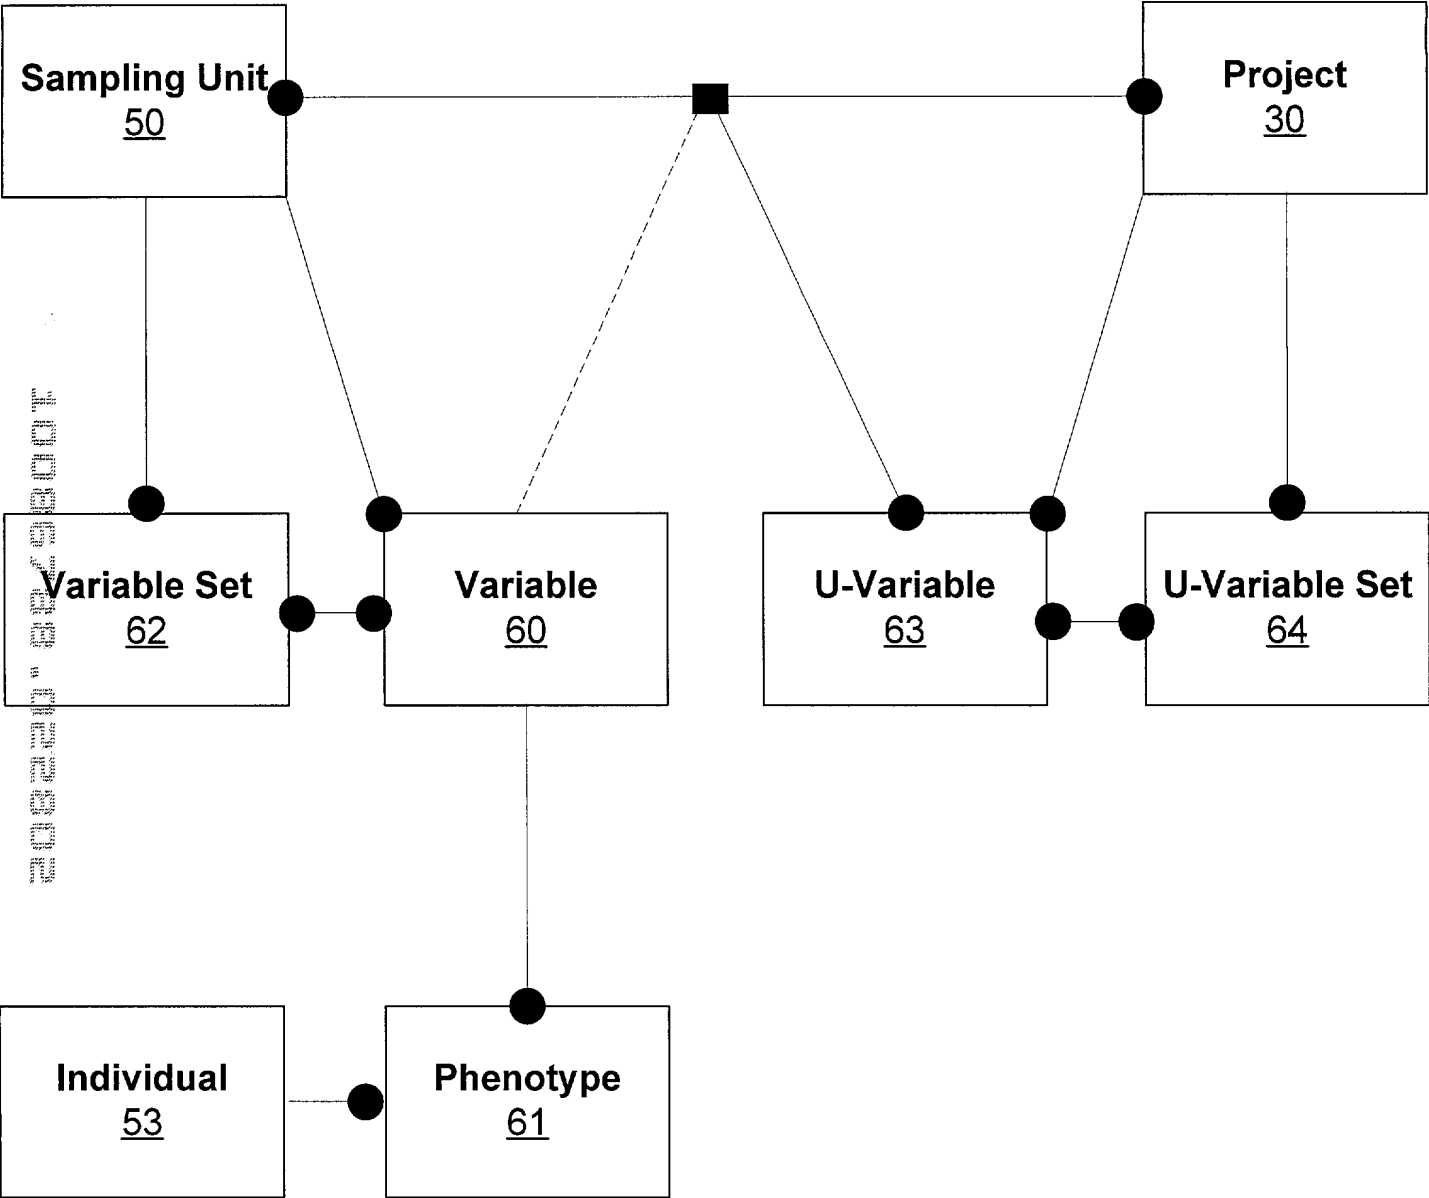 Sampling Unit
50
Project
30
Variable Set
62
Variable
60
U-Variable
63
U-Variable Set
64
Individual
53
Phenotype
61